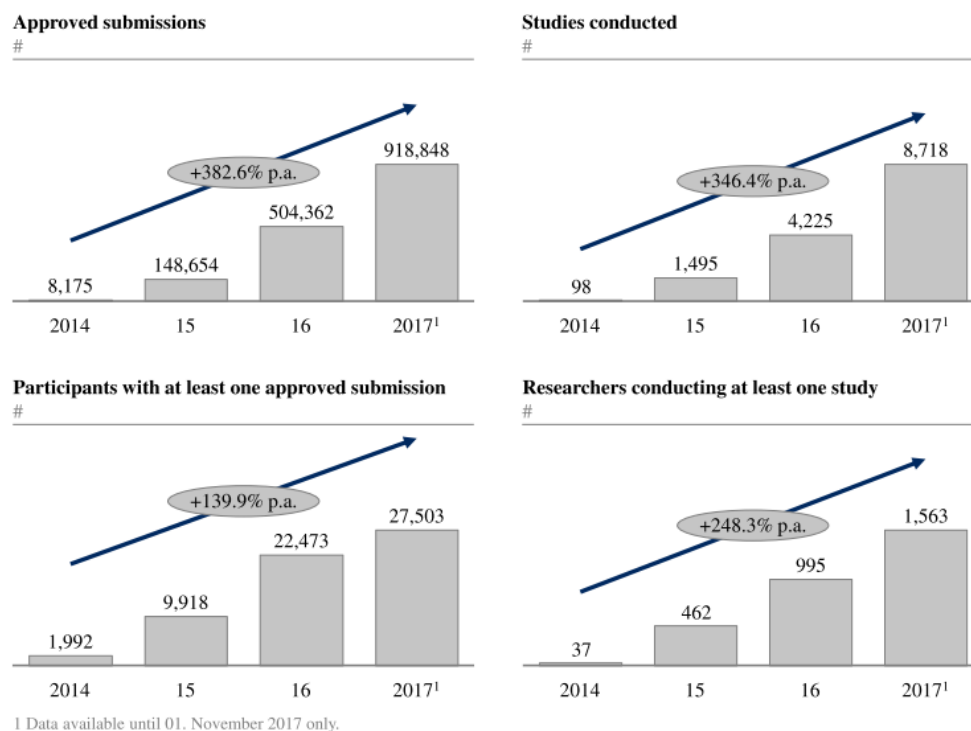 Approved submissions
#
+382.6% p.a.
918,848
504,362
148,654
8,175
2014 15 16 2017¹
Studies conducted
#
+346.4% p.a.
8,718
4,225
1,495
98
2014 15 16 2017¹
Participants with at least one approved submission
#
+139.9% p.a.
27,503
22,473
9,918
1,992
2014 15 16 2017¹
Researchers conducting at least one study
#
+248.3% p.a.
1,563
995
462
37
2014 15 16 2017¹
1 Data available until 01. November 2017 only.